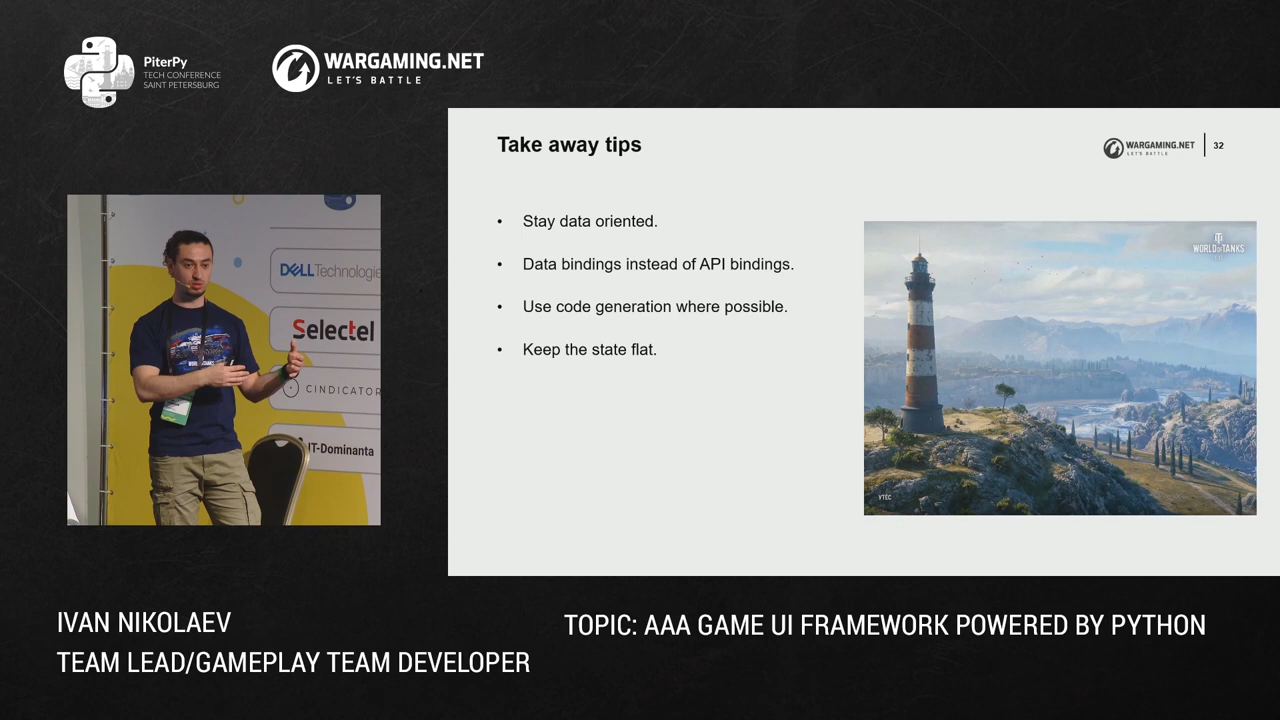 PiterPy
TECH CONFERENCE
SAINT PETERSBURG
WARGAMING.NET
LET'S BATTLE
Take away tips
WARGAMING.NET
LET'S BATTLE
32
• Stay data oriented.
• Data bindings instead of API bindings.
• Use code generation where possible.
• Keep the state flat.
WORLD OF TANKS
DELLTechnologie
Selectel
CINDICATOR
IT-Dominanta
IVAN NIKOLAEV
TEAM LEAD/GAMEPLAY TEAM DEVELOPER
TOPIC: AAA GAME UI FRAMEWORK POWERED BY PYTHON